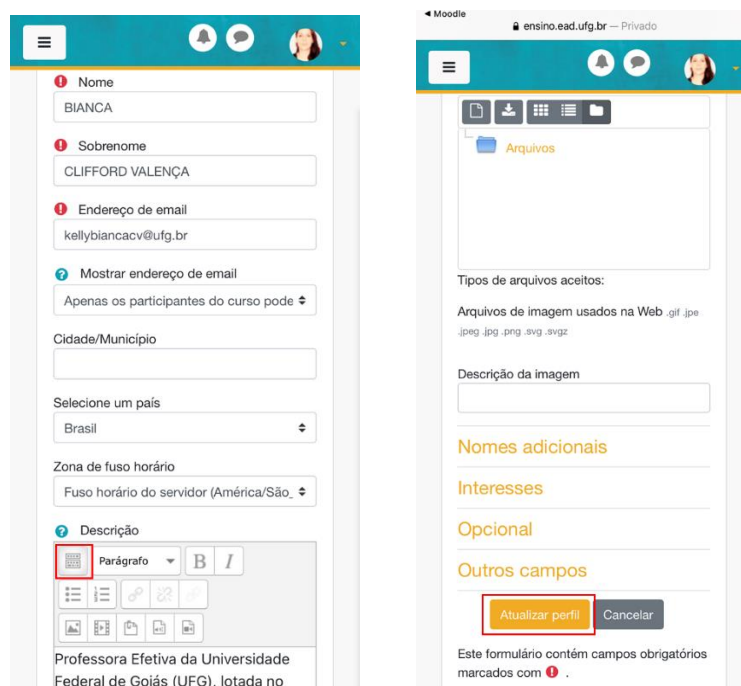 Nome
BIANCA
Sobrenome
CLIFFORD VALENÇA
Endereço de email
kellybiancacv@ufg.br
Mostrar endereço de email
Apenas os participantes do curso pode
Cidade/Município
Selecione um país
Brasil
Zona de fuso horário
Fuso horário do servidor (América/São_
Descrição
Parágrafo
B I
Professora Efetiva da Universidade
Federal de Goiás (UFG), lotada no
Moodle
ensino.ead.ufg.br — Privado
Arquivos
Tipos de arquivos aceitos:
Arquivos de imagem usados na Web .gif .jpe
.jpeg .jpg .png .svg .svgz
Descrição da imagem
Nomes adicionais
Interesses
Opcional
Outros campos
Atualizar perfil Cancelar
Este formulário contém campos obrigatórios
marcados com .